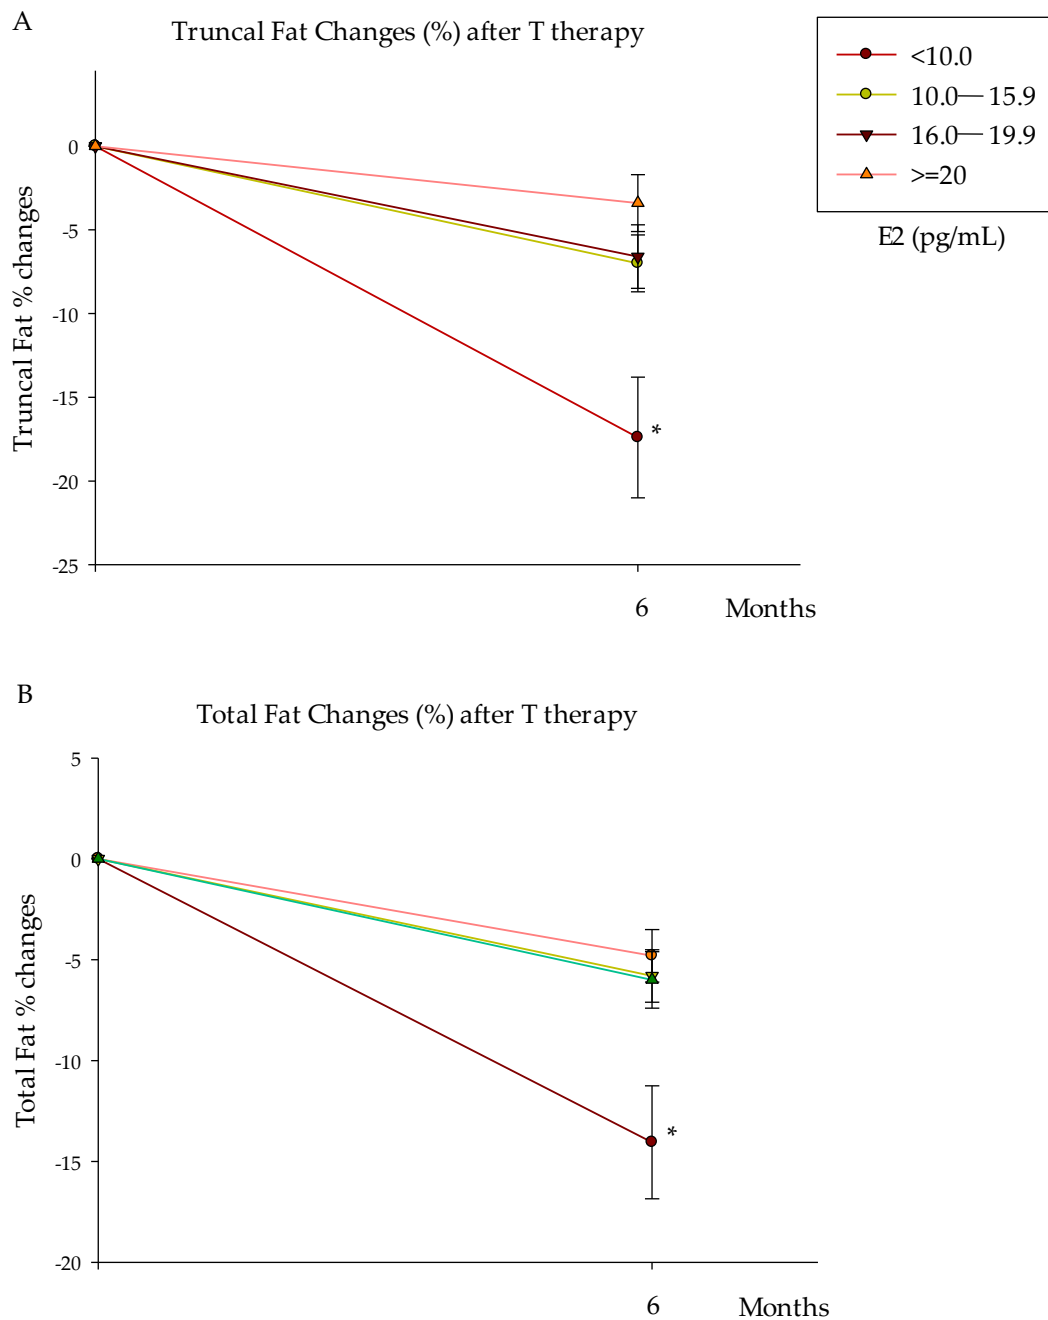 A
Truncal Fat Changes (%) after T therapy
<10.0
10.0— 15.9
16.0— 19.9
>=20
E2 (pg/mL)
Truncal Fat % changes
0
-5
-10
-15
-20
-25
*
6
Months
B
Total Fat Changes (%) after T therapy
Total Fat % changes
5
0
-5
-10
-15
-20
*
6
Months